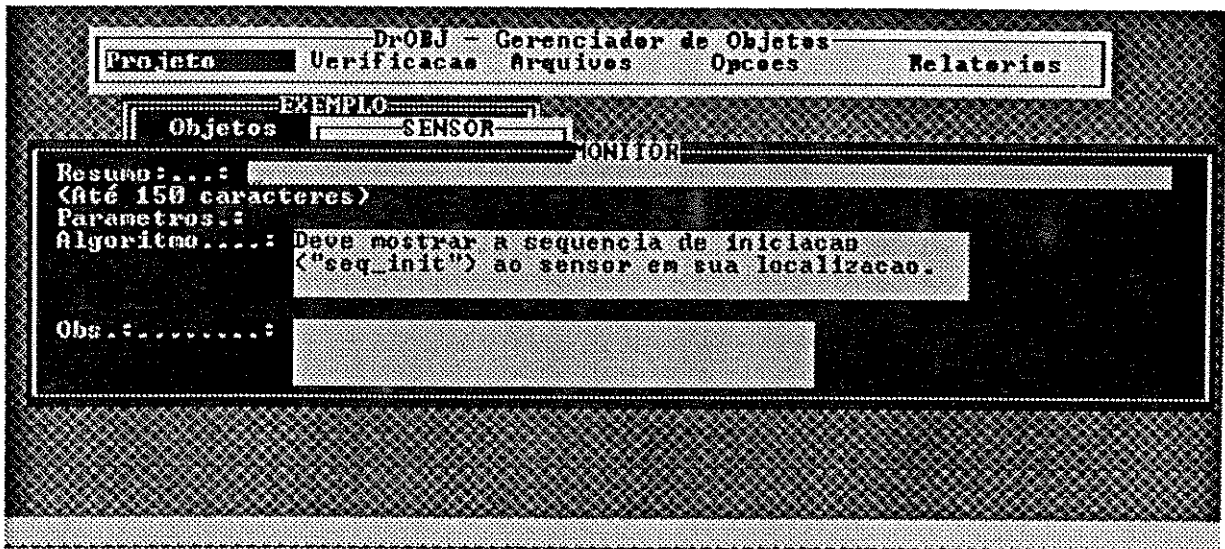 DrOBJ - Gerenciador de Objetos
Projeto Verificacao Arquivos Opcoes Relatorios
EXEMPLO
Objetos SENSOR
MONITOR
Resumo:...:
(Até 150 caracteres)
Parametros.:
Algoritmo....: Deve mostrar a sequencia de iniciacao
("seq_init") ao sensor em sua localizacao.
Obs.:........: